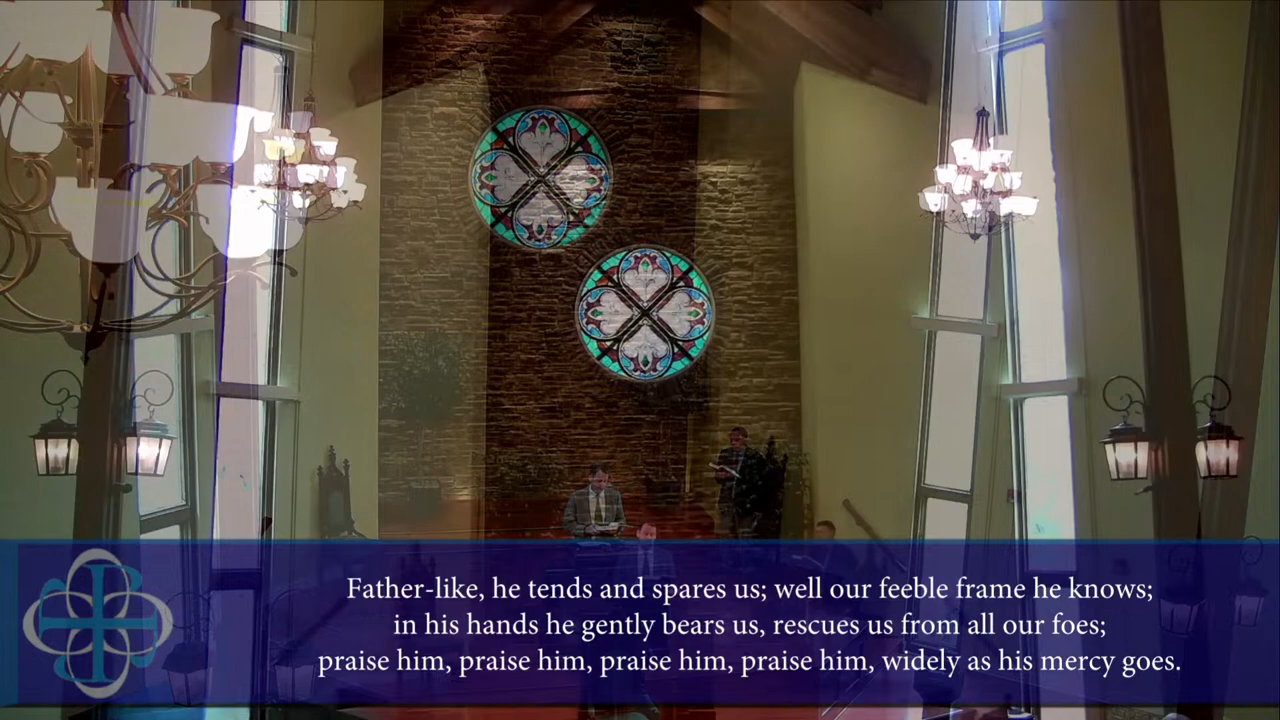 Father-like, he tends and spares us; well our feeble frame he knows;
in his hands he gently bears us, rescues us from all our foes;
praise him, praise him, praise him, praise him, widely as his mercy goes.